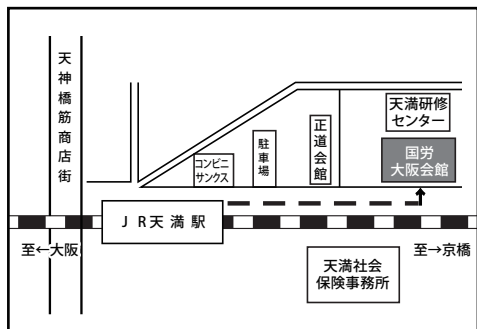 天神橋筋商店街
天満研修
センター
国労
大阪会館
正道会館
駐車場
コンビニ
サンクス
JR天満駅
至←大阪
至→京橋
天満社会
保険事務所